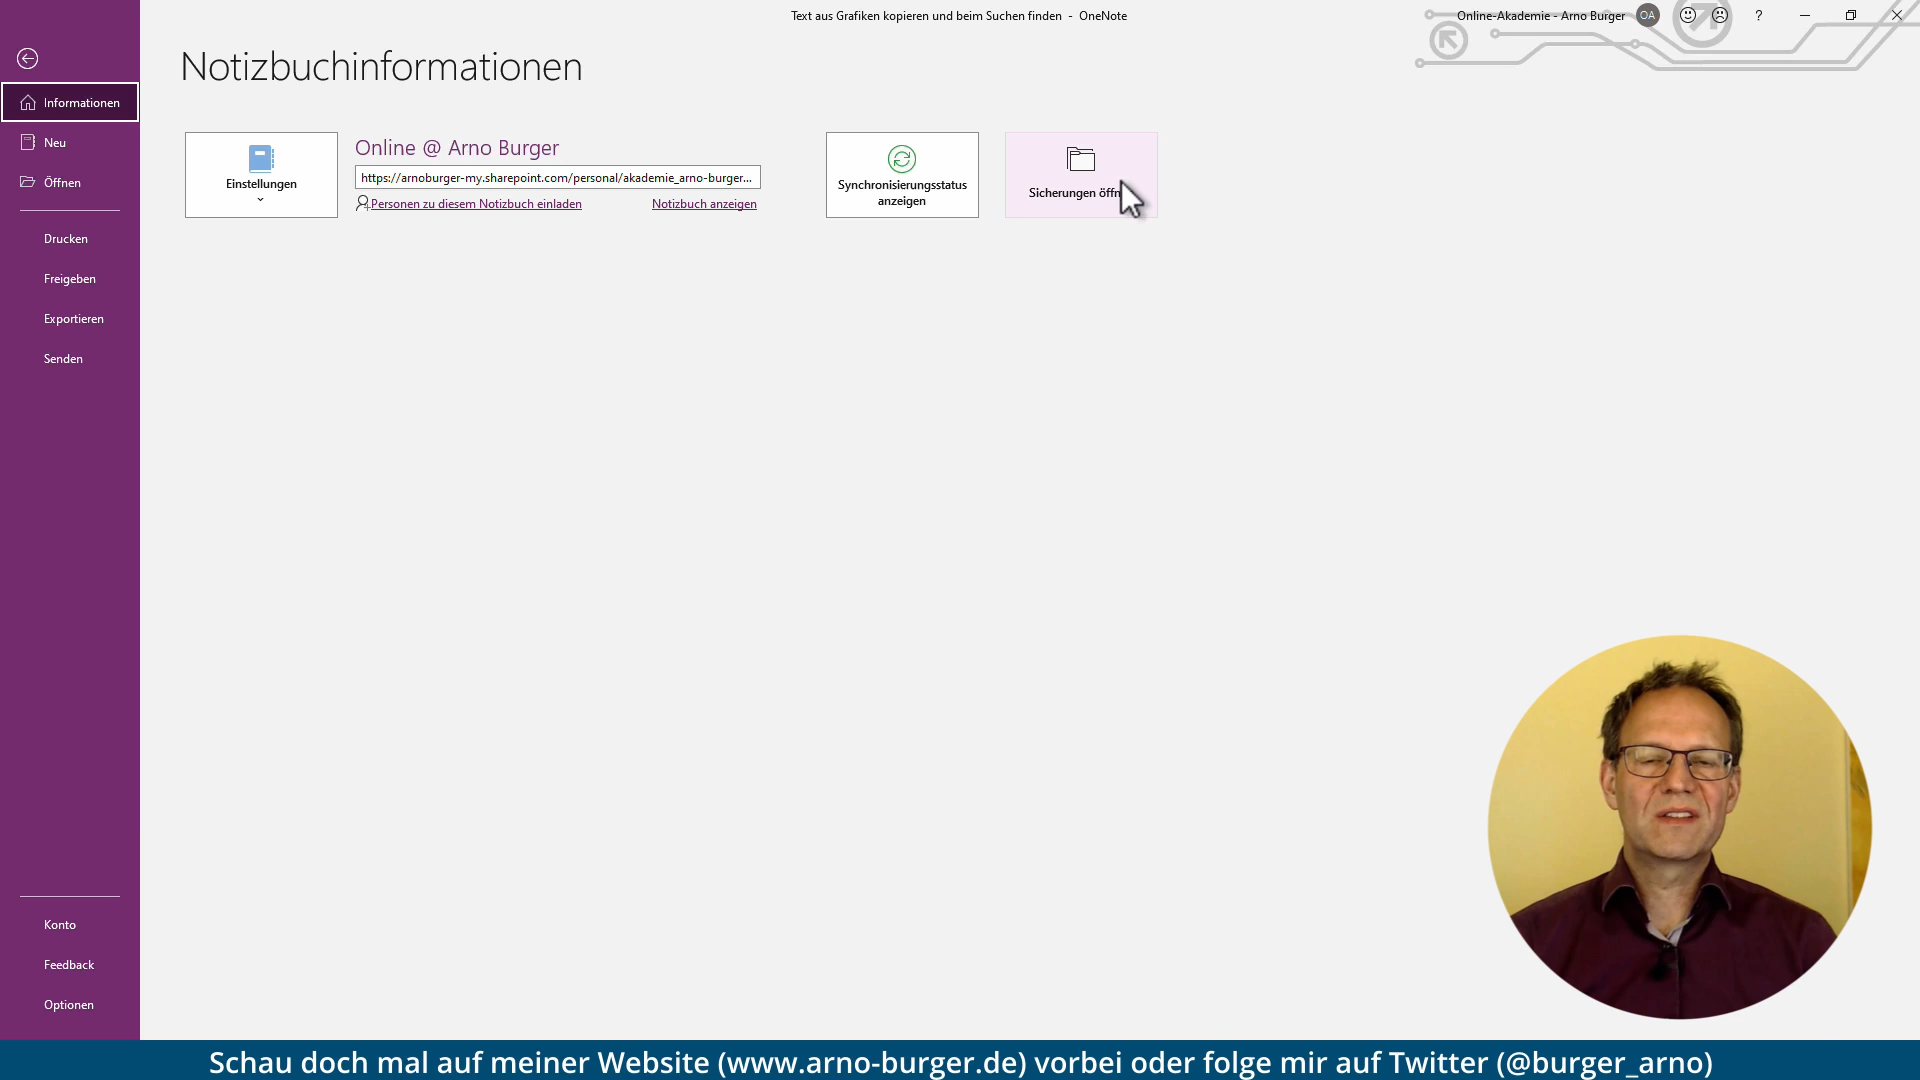 Text aus Grafiken kopieren und beim Suchen finden - OneNote
Online-Akademie - Arno Burger
OA
?
Notizbuchinformationen
Informationen
Neu
Öffnen
Drucken
Freigeben
Exportieren
Senden
Konto
Feedback
Optionen
Einstellungen
Online @ Arno Burger
https://arnoburger-my.sharepoint.com/personal/akademie_arno-burger...
Personen zu diesem Notizbuch einladen
Notizbuch anzeigen
Synchronisierungsstatus
anzeigen
Sicherungen öffn
Schau doch mal auf meiner Website (www.arno-burger.de) vorbei oder folge mir auf Twitter (@burger_arno)